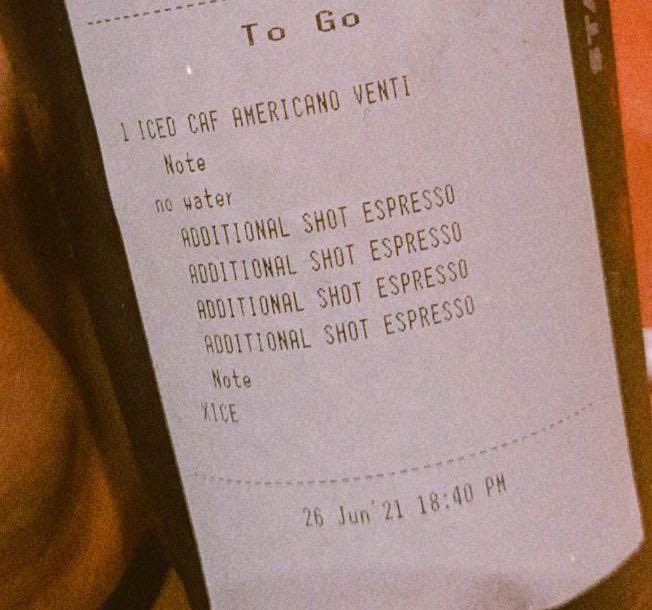 To Go
1 ICED CAF AMERICANO VENTI
Note
no water
ADDITIONAL SHOT ESPRESSO
ADDITIONAL SHOT ESPRESSO
ADDITIONAL SHOT ESPRESSO
ADDITIONAL SHOT ESPRESSO
Note
XICE
26 Jun'21 18:40 PM